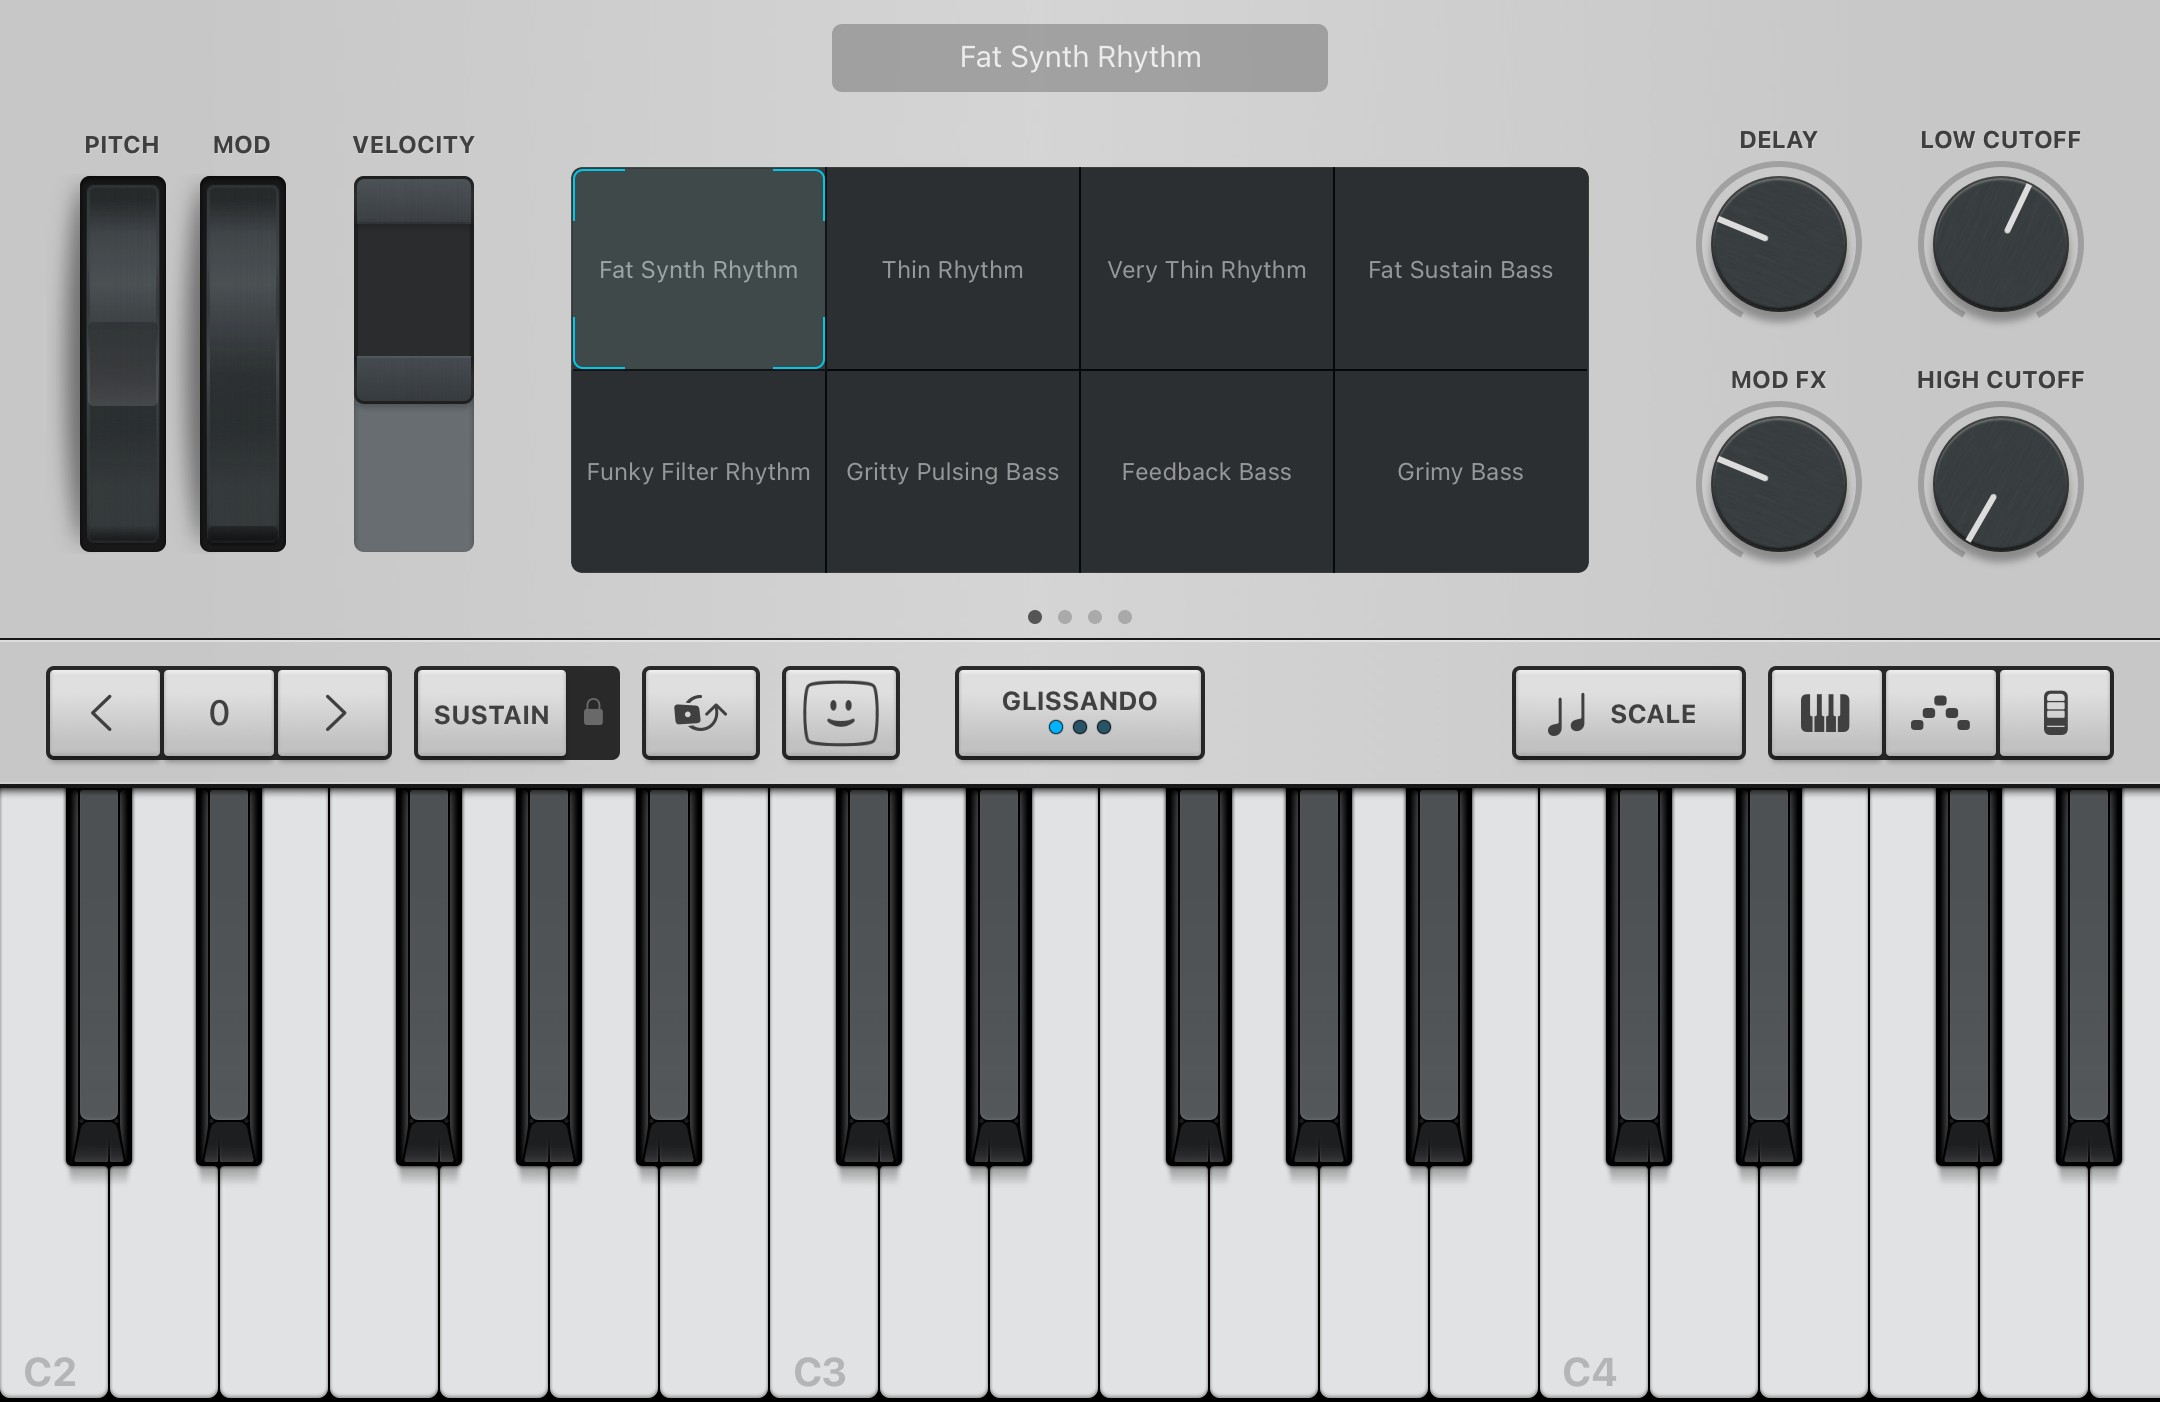 Fat Synth Rhythm
PITCH MOD VELOCITY
DELAY LOW CUTOFF
Fat Synth Rhythm Thin Rhythm Very Thin Rhythm Fat Sustain Bass
MOD FX HIGH CUTOFF
Funky Filter Rhythm Gritty Pulsing Bass Feedback Bass Grimy Bass
0 SUSTAIN GLISSANDO SCALE
C2 C3 C4